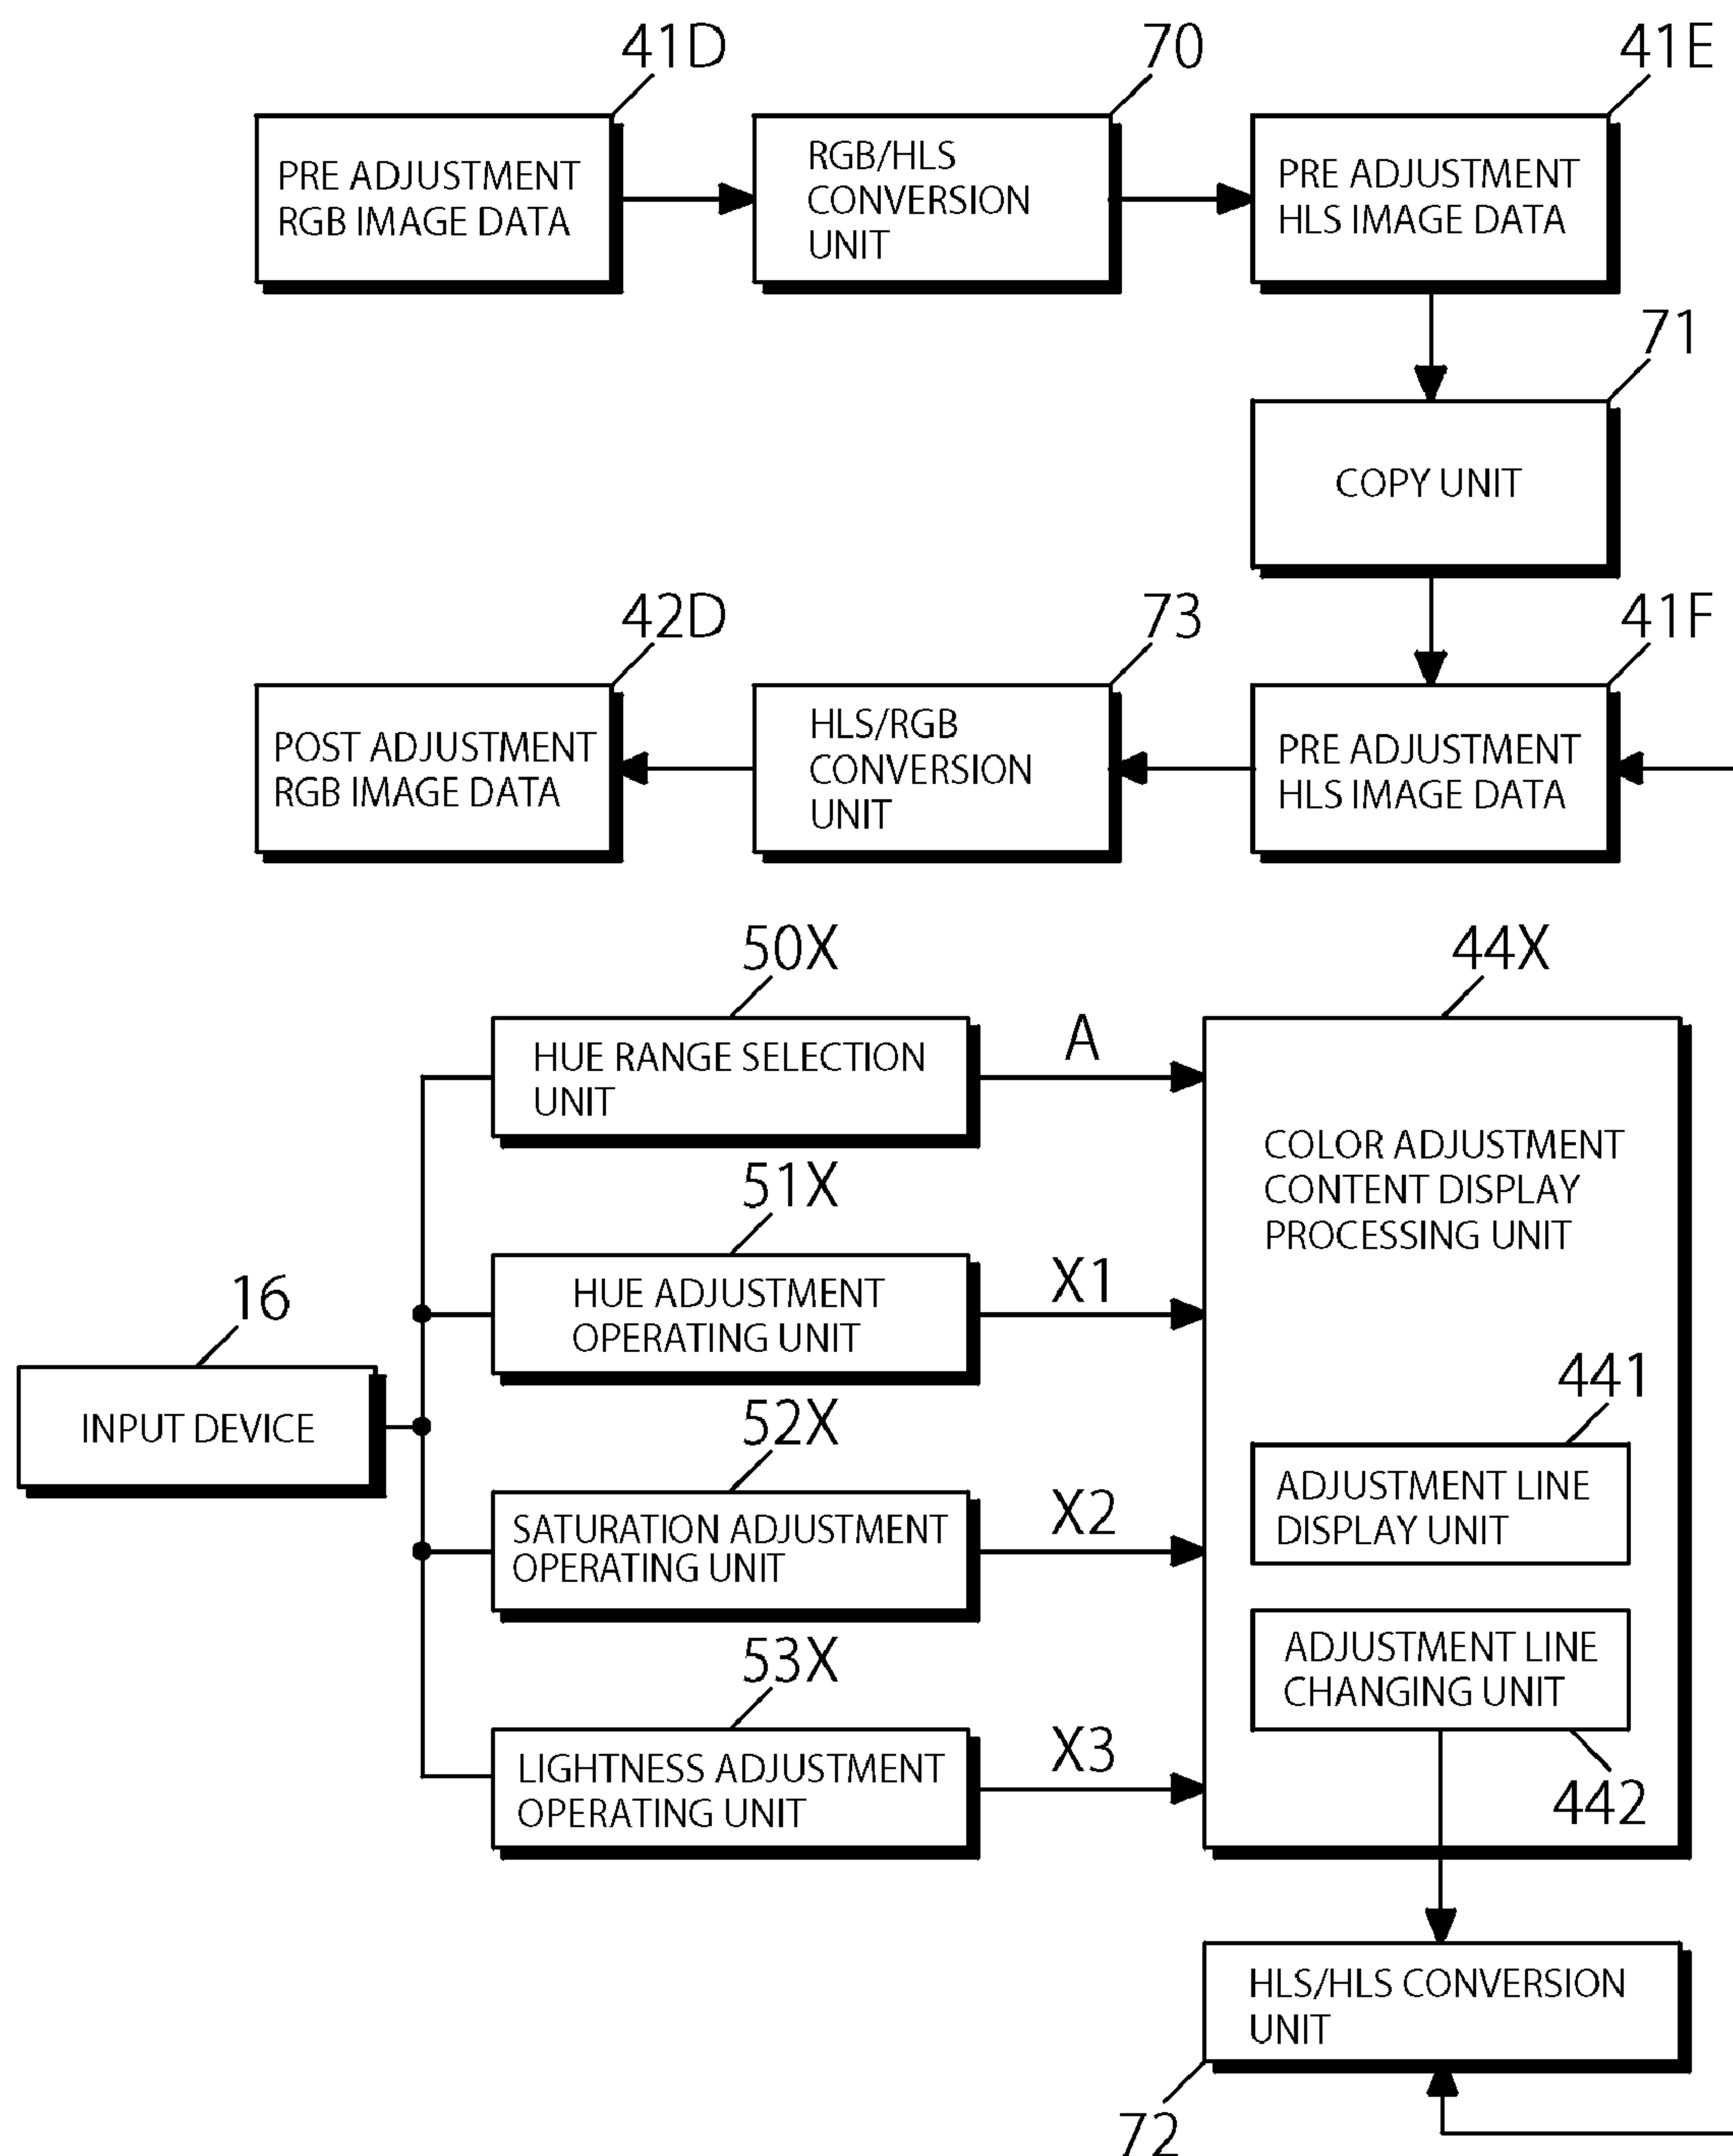 41D
70
41E
PRE ADJUSTMENT
RGB IMAGE DATA
RGB/HLS
CONVERSION
UNIT
PRE ADJUSTMENT
HLS IMAGE DATA
71
COPY UNIT
42D
73
41F
POST ADJUSTMENT
RGB IMAGE DATA
HLS/RGB
CONVERSION
UNIT
PRE ADJUSTMENT
HLS IMAGE DATA
50X
44X
HUE RANGE SELECTION
UNIT
A
COLOR ADJUSTMENT
CONTENT DISPLAY
PROCESSING UNIT
51X
HUE ADJUSTMENT
OPERATING UNIT
X1
16
INPUT DEVICE
52X
SATURATION ADJUSTMENT
OPERATING UNIT
X2
441
ADJUSTMENT LINE
DISPLAY UNIT
53X
LIGHTNESS ADJUSTMENT
OPERATING UNIT
X3
ADJUSTMENT LINE
CHANGING UNIT
442
HLS/HLS CONVERSION
UNIT
72